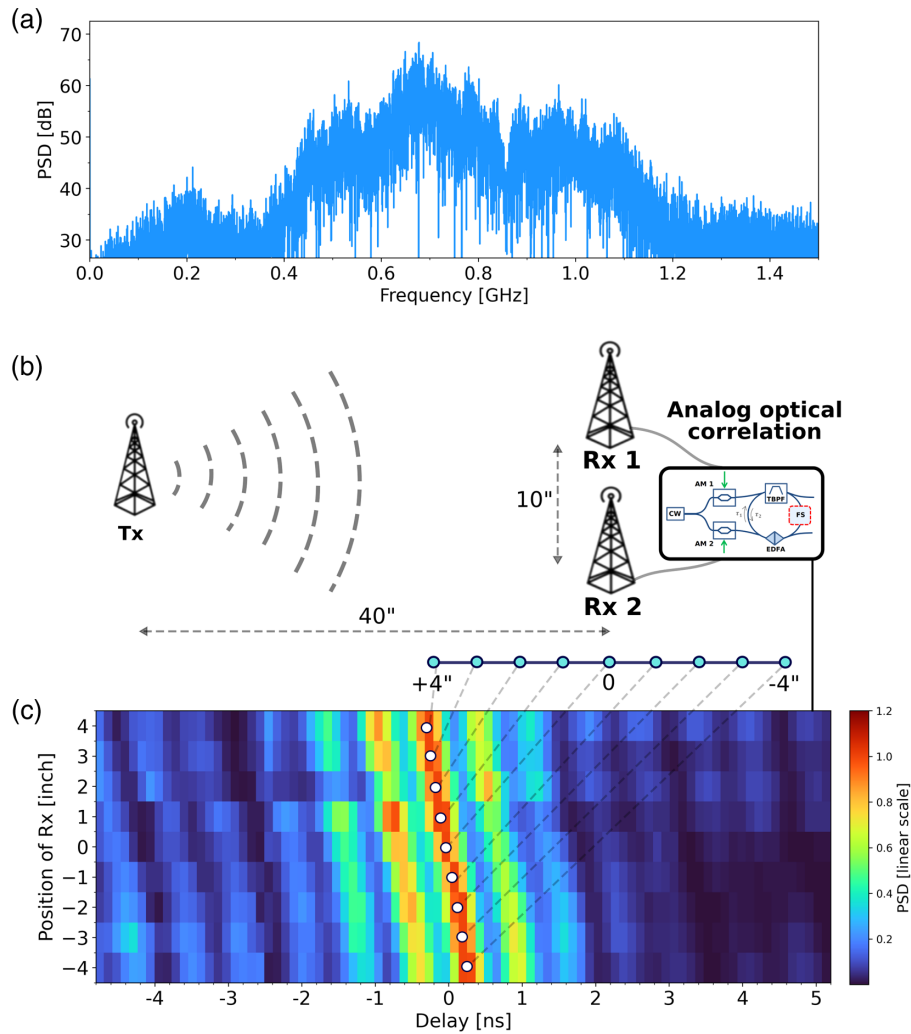 (a)
70
60
50
40
30
PSD [dB]
0.0 0.2 0.4 0.6 0.8 1.0 1.2 1.4
Frequency [GHz]
(b)
Tx
Rx 1
10"
Rx 2
Analog optical
correlation
AM 1
TBPF
CW
τ1 τ2
FS
AM 2
EDFA
40"
+4" 0 -4"
(c)
4
3
2
1
0
−1
−2
−3
−4
Position of Rx [inch]
-4 -3 -2 -1 0 1 2 3 4 5
Delay [ns]
1.2
1.0
0.8
0.6
0.4
0.2
PSD [linear scale]